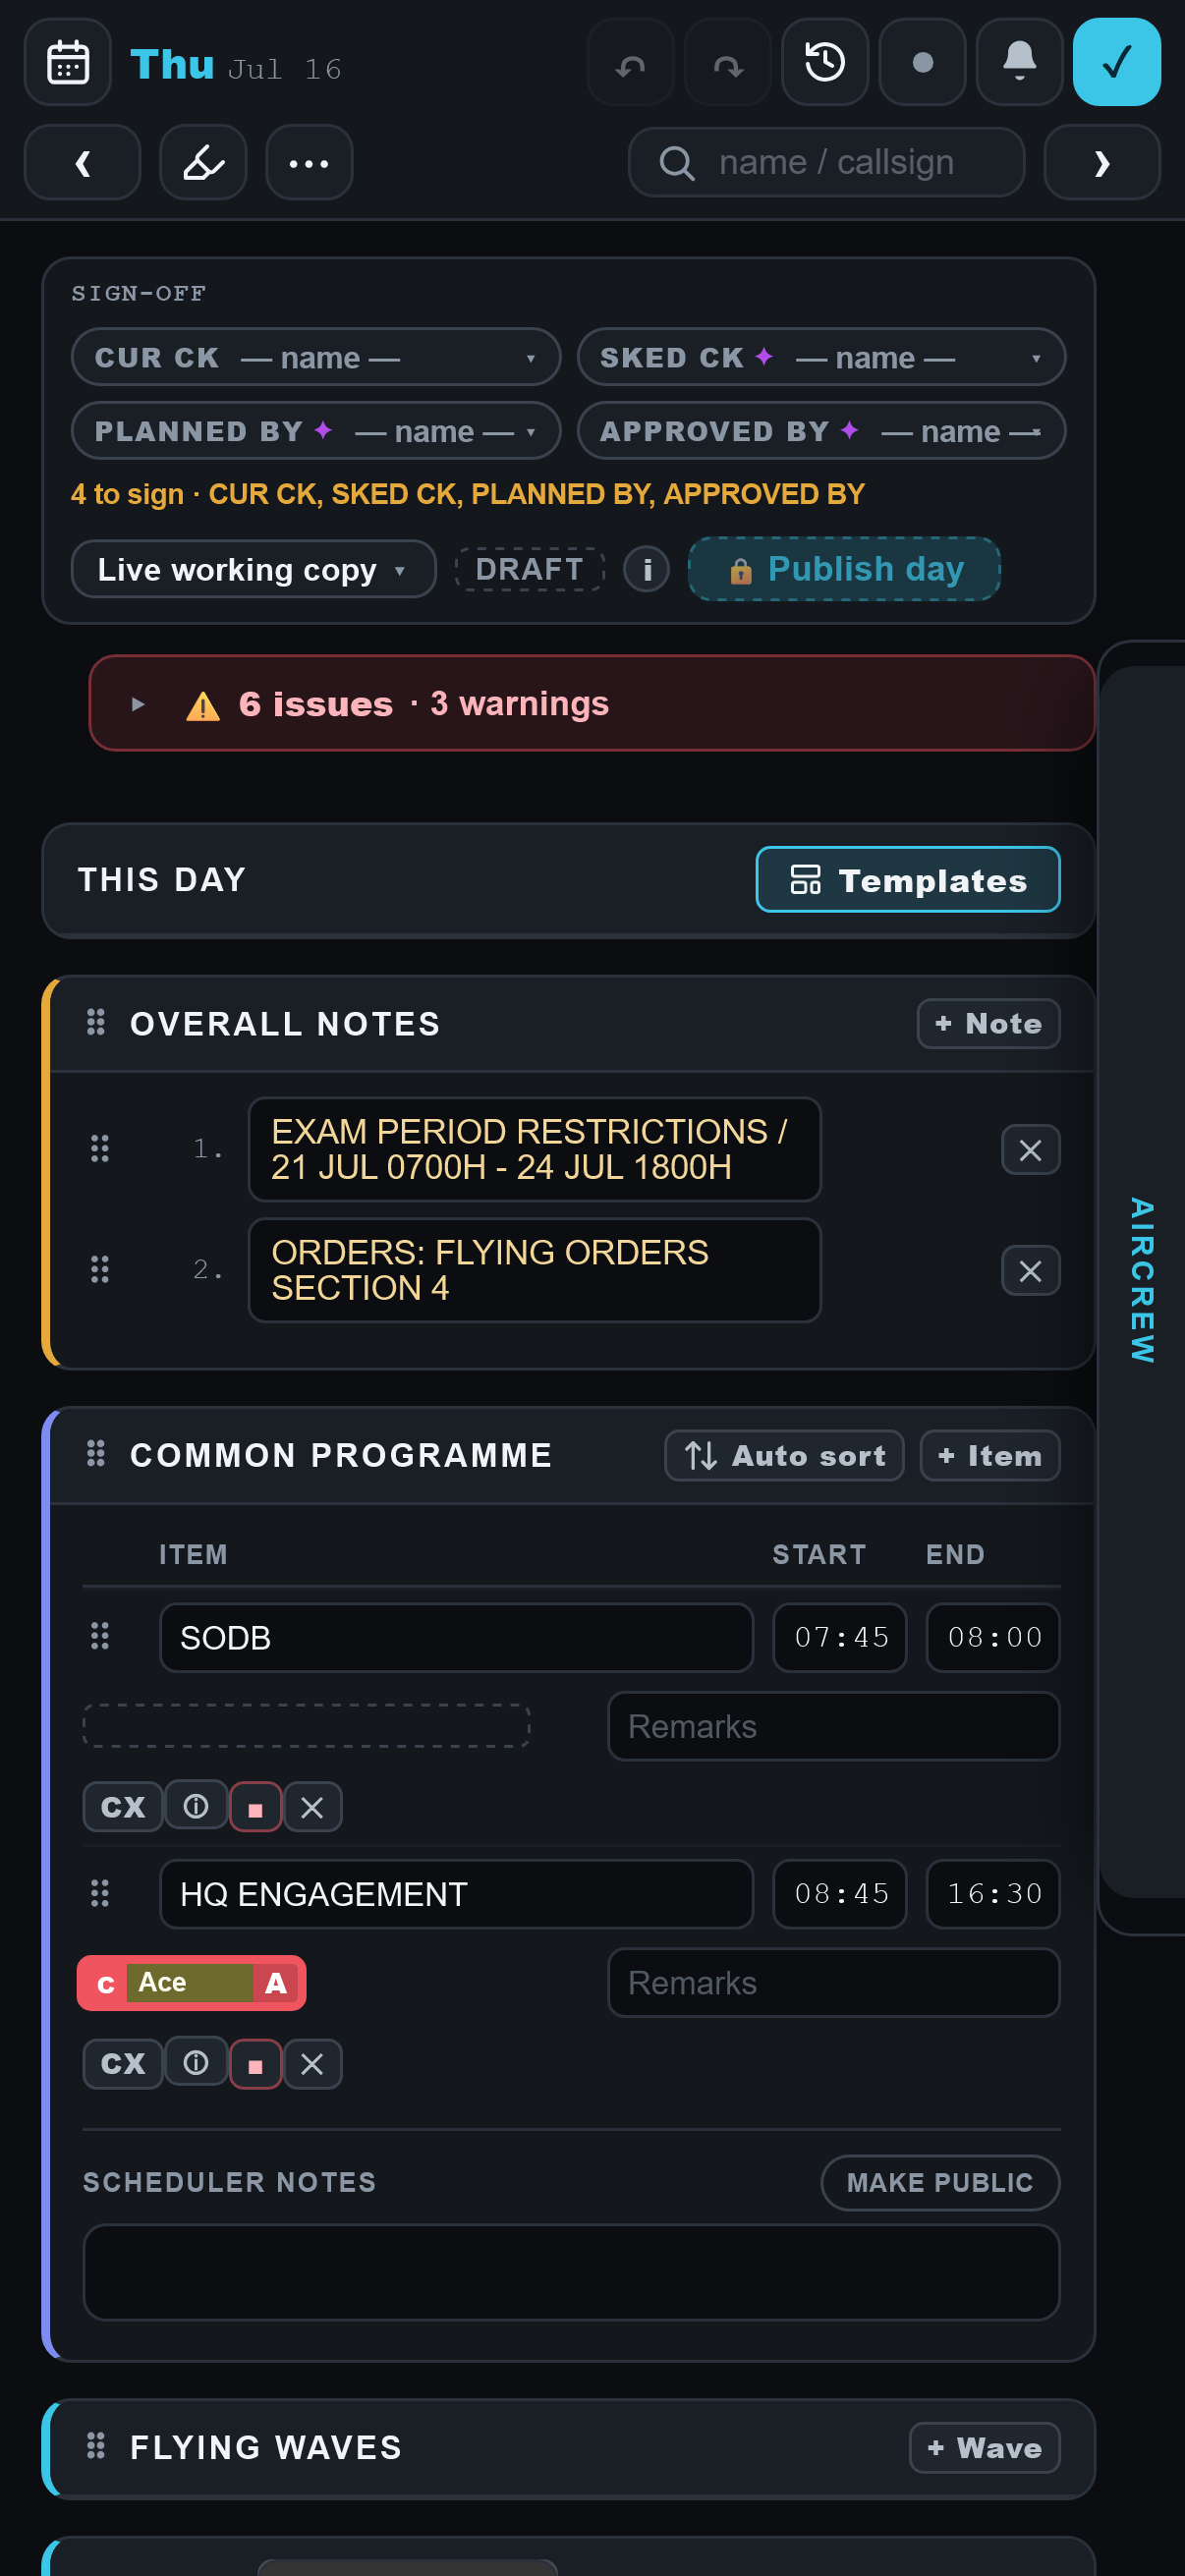 Thu Jul 16
name / callsign
SIGN-OFF
CUR CK — name —
SKED CK — name —
PLANNED BY — name —
APPROVED BY — name —
4 to sign · CUR CK, SKED CK, PLANNED BY, APPROVED BY
Live working copy
DRAFT
i
Publish day
6 issues · 3 warnings
THIS DAY
Templates
OVERALL NOTES
+ Note
1. EXAM PERIOD RESTRICTIONS /
21 JUL 0700H - 24 JUL 1800H
2. ORDERS: FLYING ORDERS
SECTION 4
AIRCREW
COMMON PROGRAMME
Auto sort
+ Item
ITEM START END
SODB 07:45 08:00
Remarks
CX
HQ ENGAGEMENT 08:45 16:30
c Ace A
Remarks
CX
SCHEDULER NOTES
MAKE PUBLIC
FLYING WAVES
+ Wave